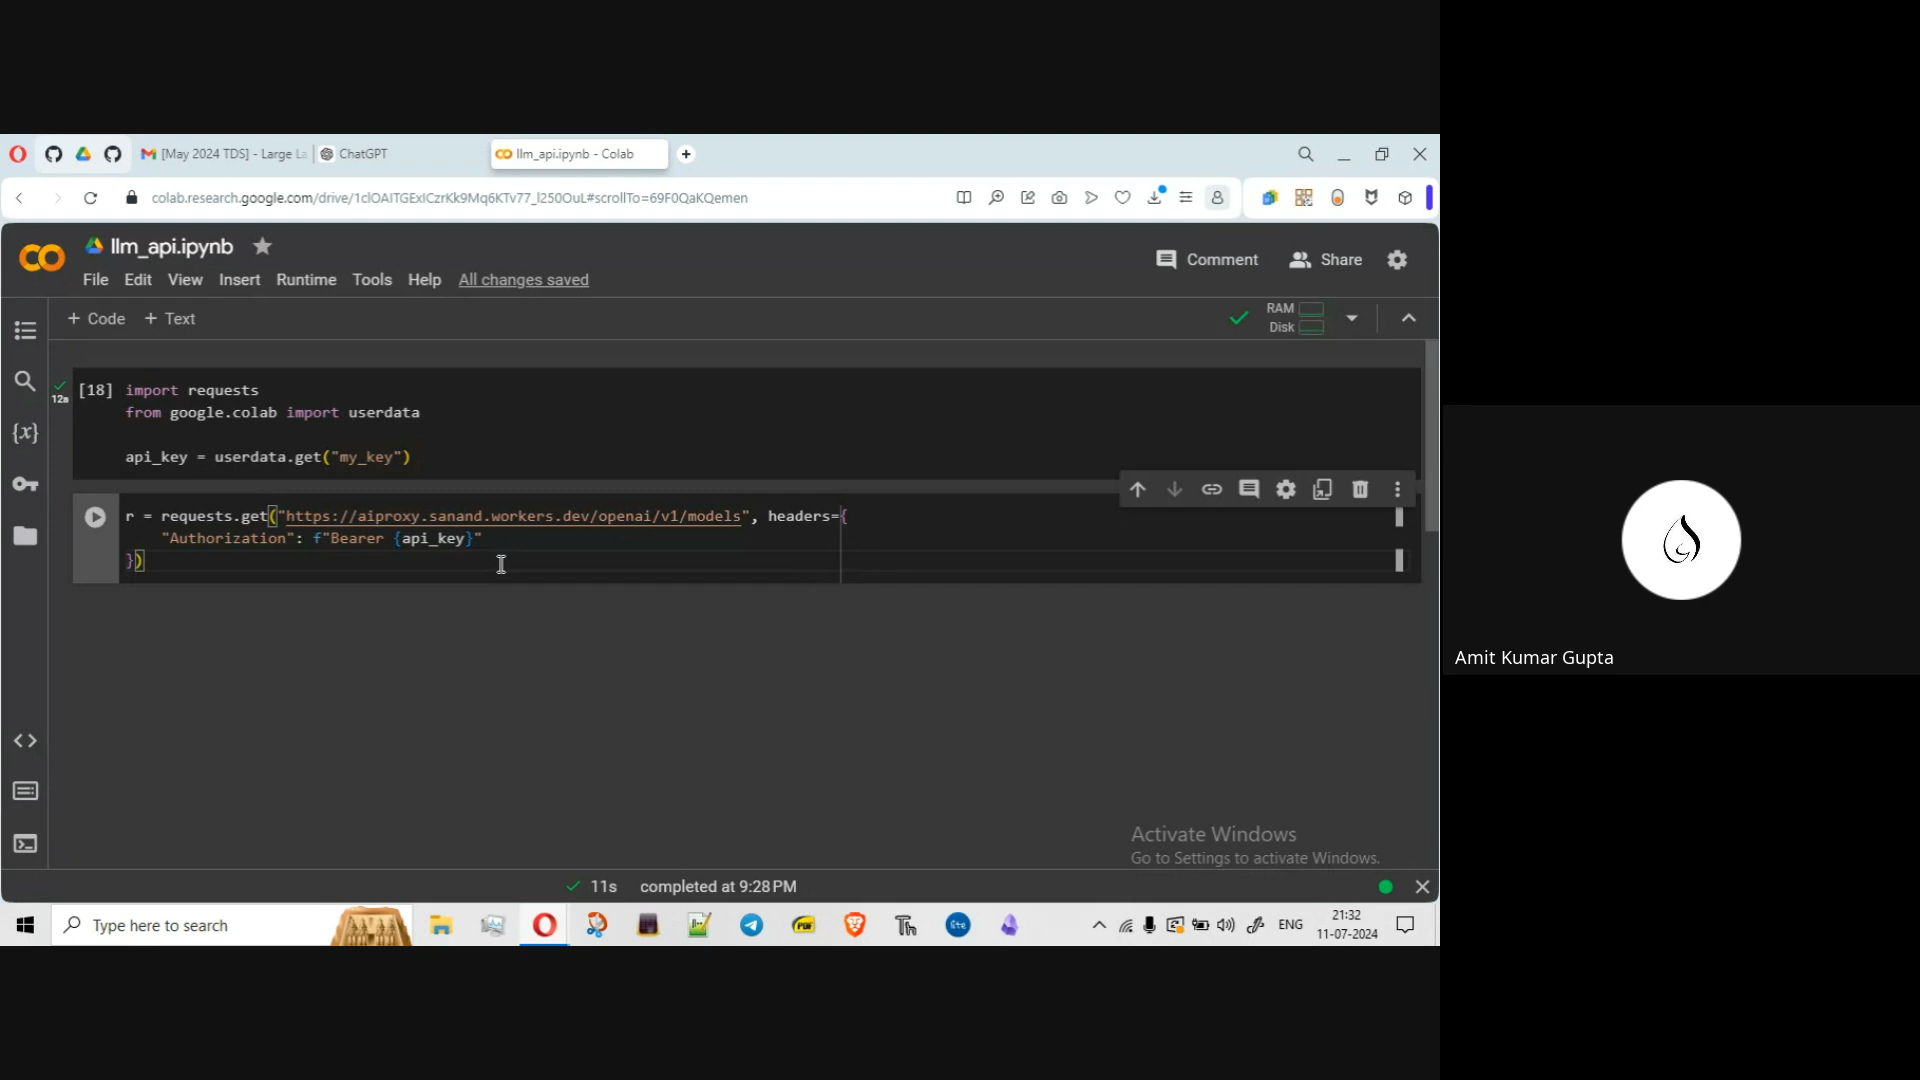 [May 2024 TDS] - Large La
ChatGPT
llm_api.ipynb - Colab
colab.research.google.com/drive/1clOAITGExICzrKk9Mq6KTv77_l250OuL#scrollTo=69F0QaKQemen
llm_api.ipynb
Comment
Share
File Edit View Insert Runtime Tools Help All changes saved
+ Code + Text
RAM
Disk
[18] import requests
12s
from google.colab import userdata
api_key = userdata.get("my_key")
r = requests.get("https://aiproxy.sanand.workers.dev/openai/v1/models", headers={
"Authorization": f"Bearer {api_key}"
})
Amit Kumar Gupta
Activate Windows
Go to Settings to activate Windows.
11s completed at 9:28 PM
Type here to search
ENG
21:32
11-07-2024